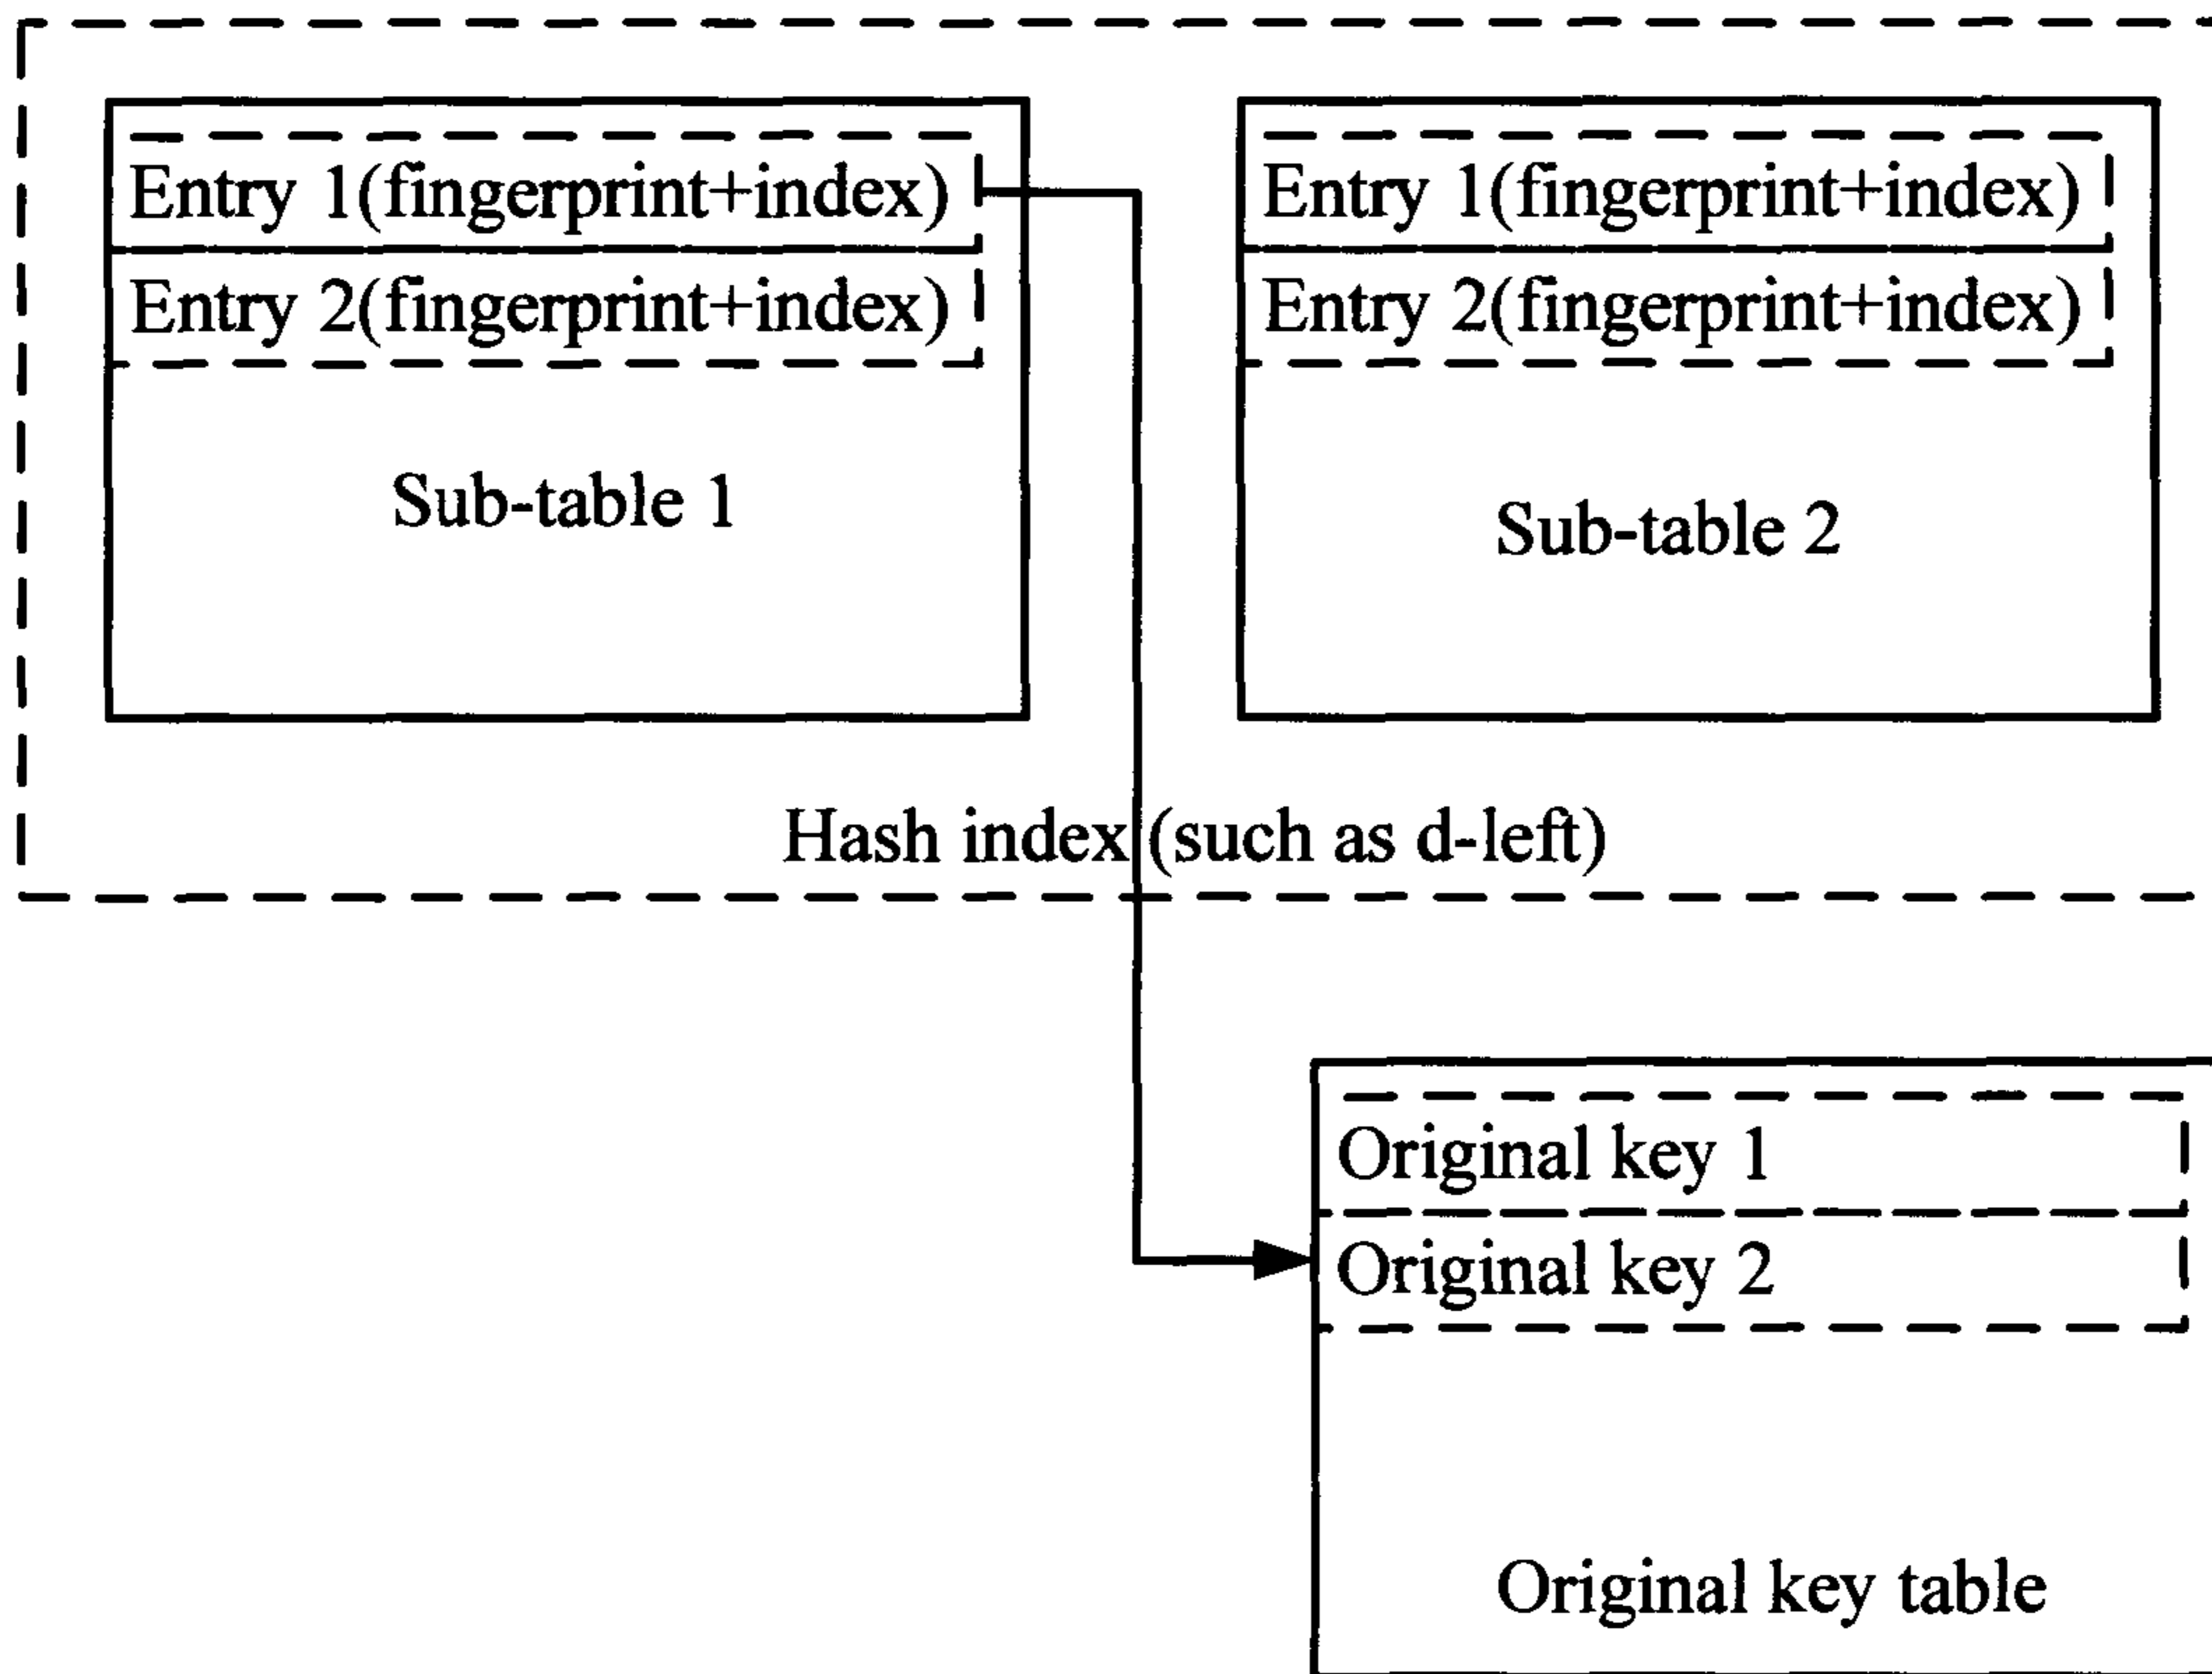 Entry 1(fingerprint+index)
Entry 2(fingerprint+index)
Sub-table 1
Entry 1(fingerprint+index)
Entry 2(fingerprint+index)
Sub-table 2
Hash index (such as d-left)
Original key 1
Original key 2
Original key table